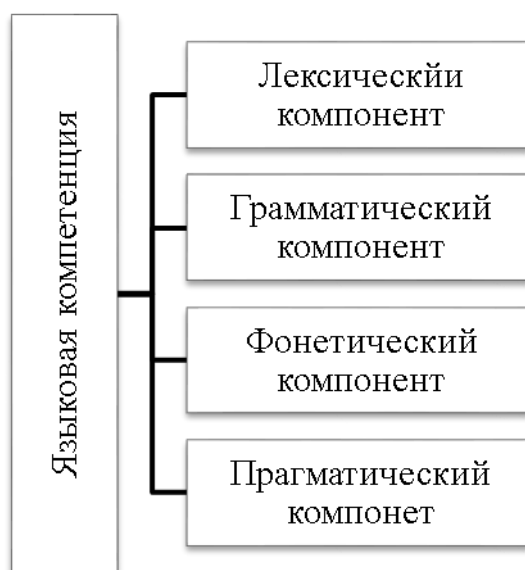 Языковая компетенция
Лексическйи
компонент
Грамматический
компонент
Фонетический
компонент
Прагматический
компонет